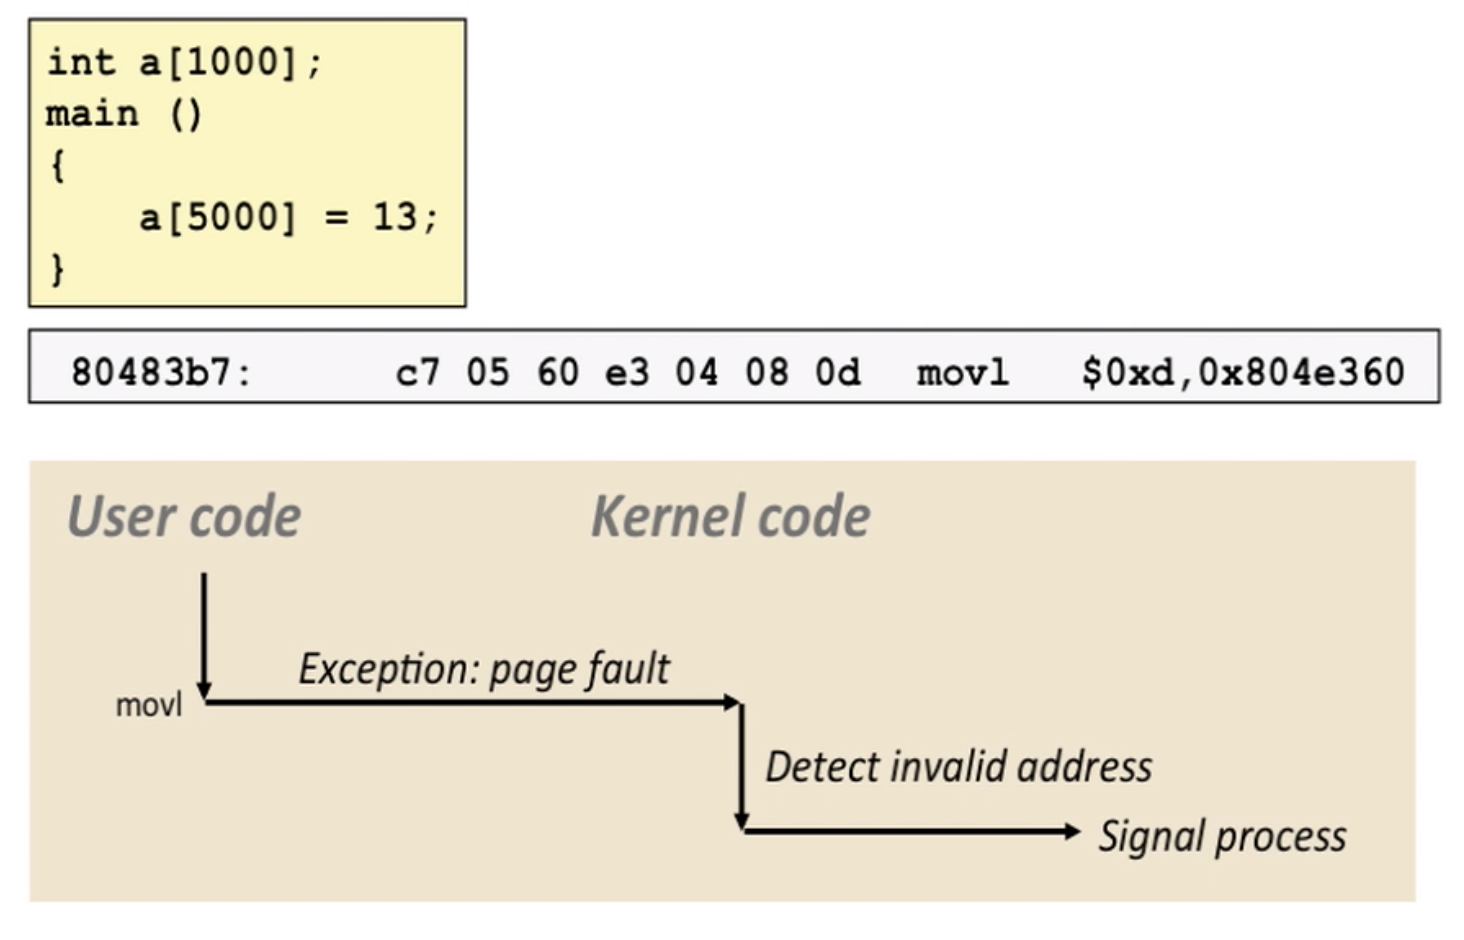 int a[1000];
main ()
{
    a[5000] = 13;
}
80483b7: c7 05 60 e3 04 08 0d movl $0xd,0x804e360
User code Kernel code
Exception: page fault
movl
Detect invalid address
Signal process